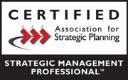 CERTIFIED
Association for
Strategic Planning
STRATEGIC MANAGEMENT
PROFESSIONAL™